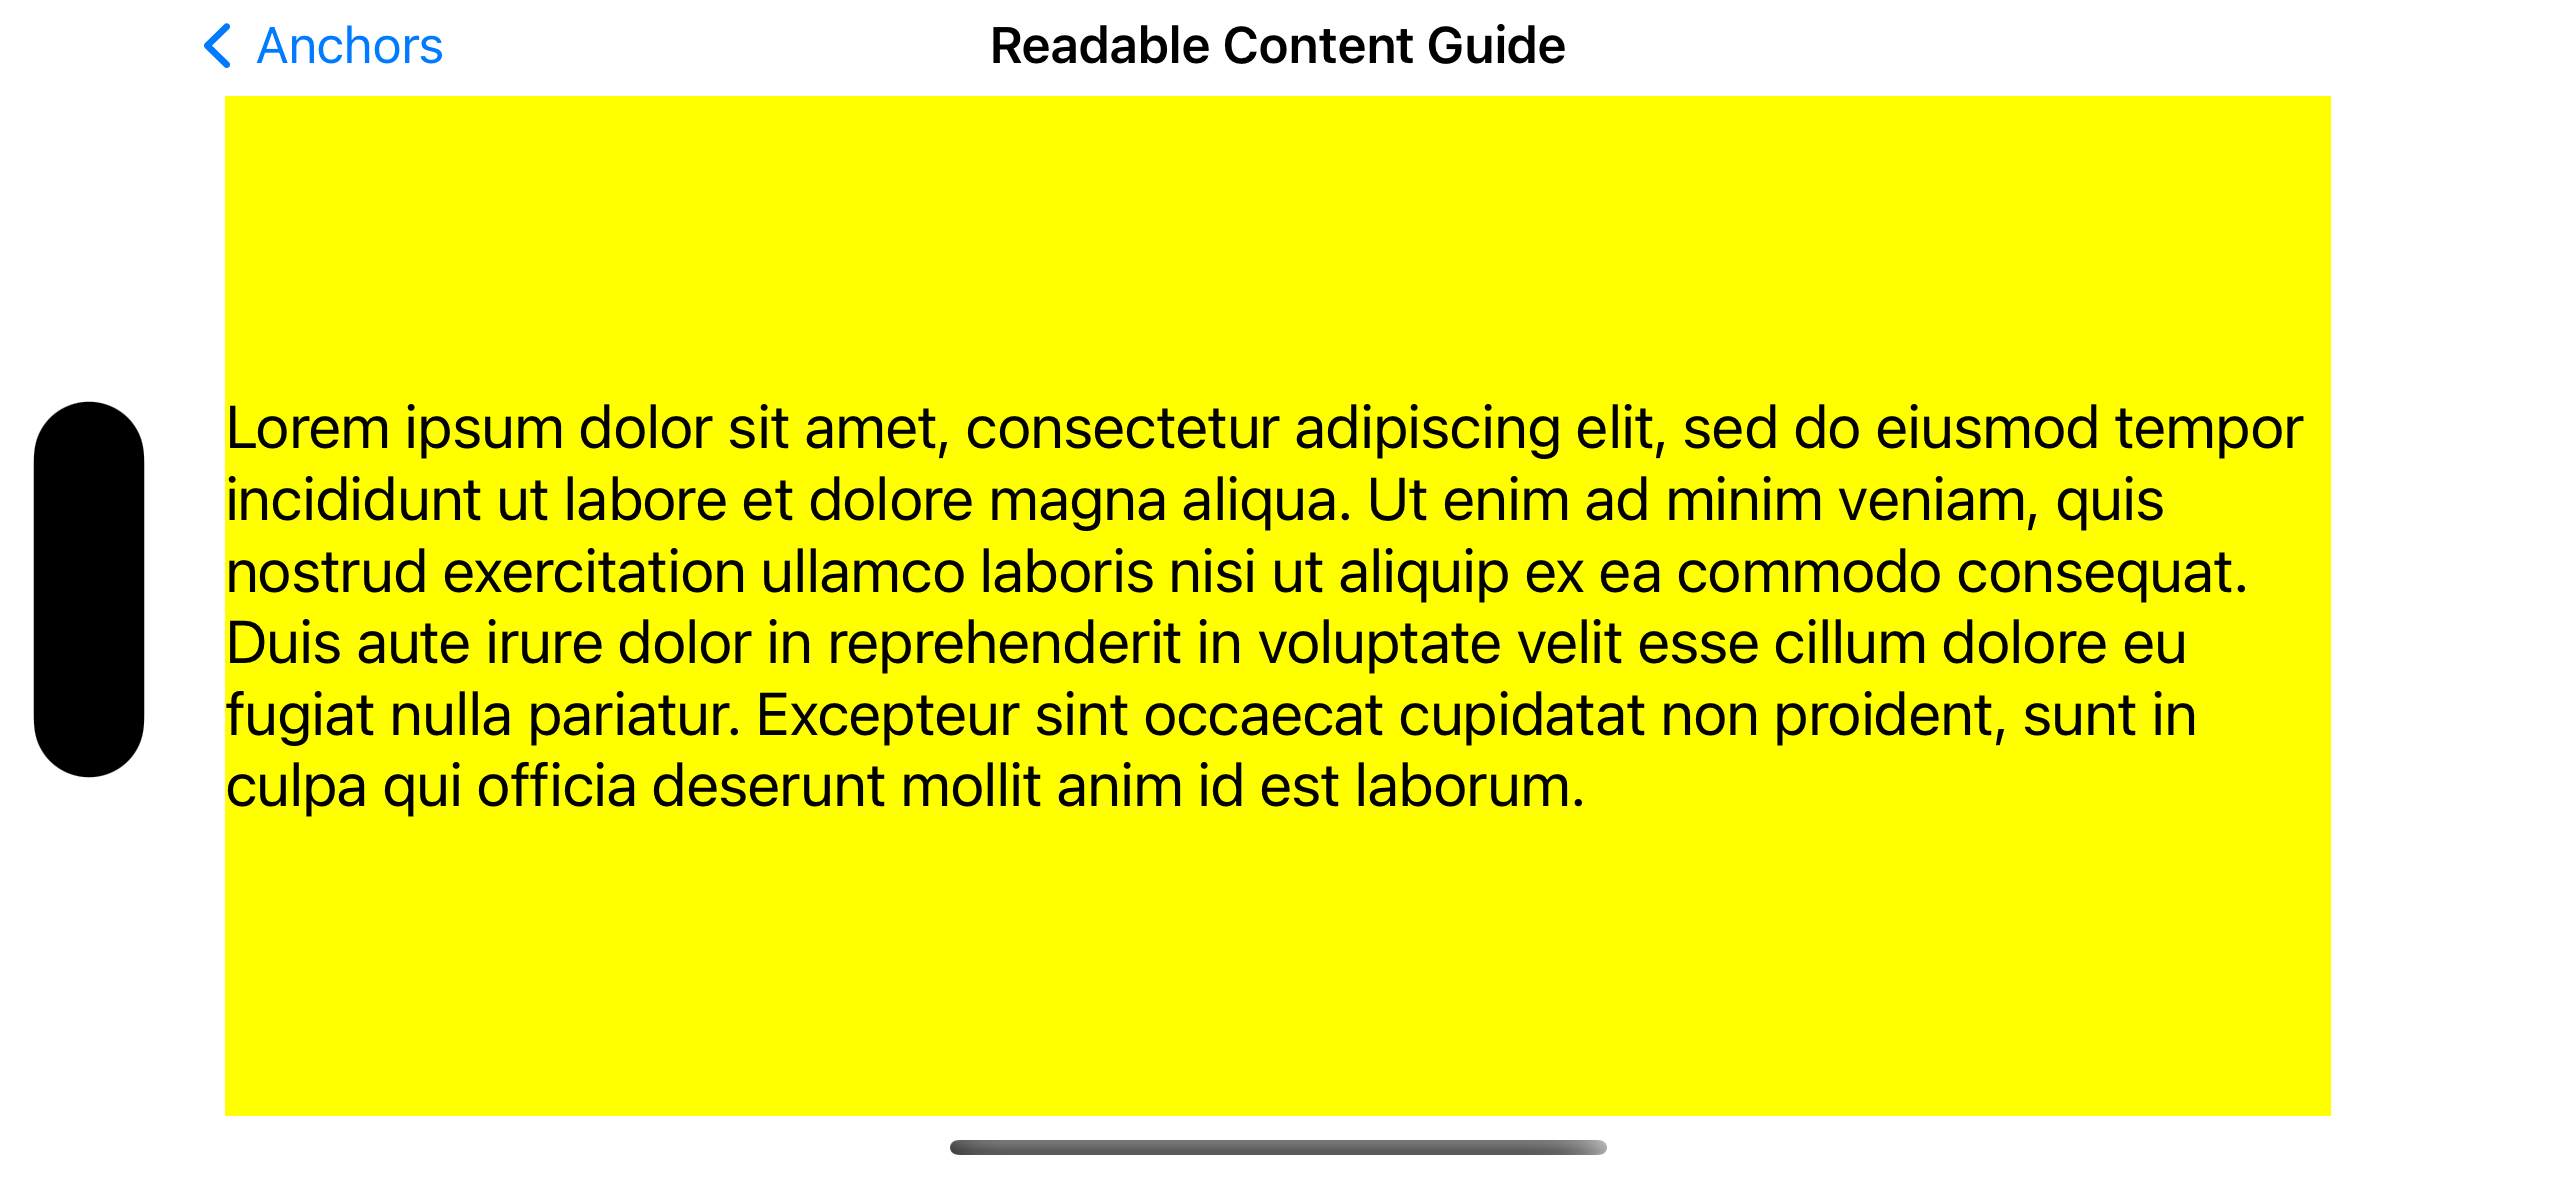 Anchors
Readable Content Guide
Lorem ipsum dolor sit amet, consectetur adipiscing elit, sed do eiusmod tempor
incididunt ut labore et dolore magna aliqua. Ut enim ad minim veniam, quis
nostrud exercitation ullamco laboris nisi ut aliquip ex ea commodo consequat.
Duis aute irure dolor in reprehenderit in voluptate velit esse cillum dolore eu
fugiat nulla pariatur. Excepteur sint occaecat cupidatat non proident, sunt in
culpa qui officia deserunt mollit anim id est laborum.